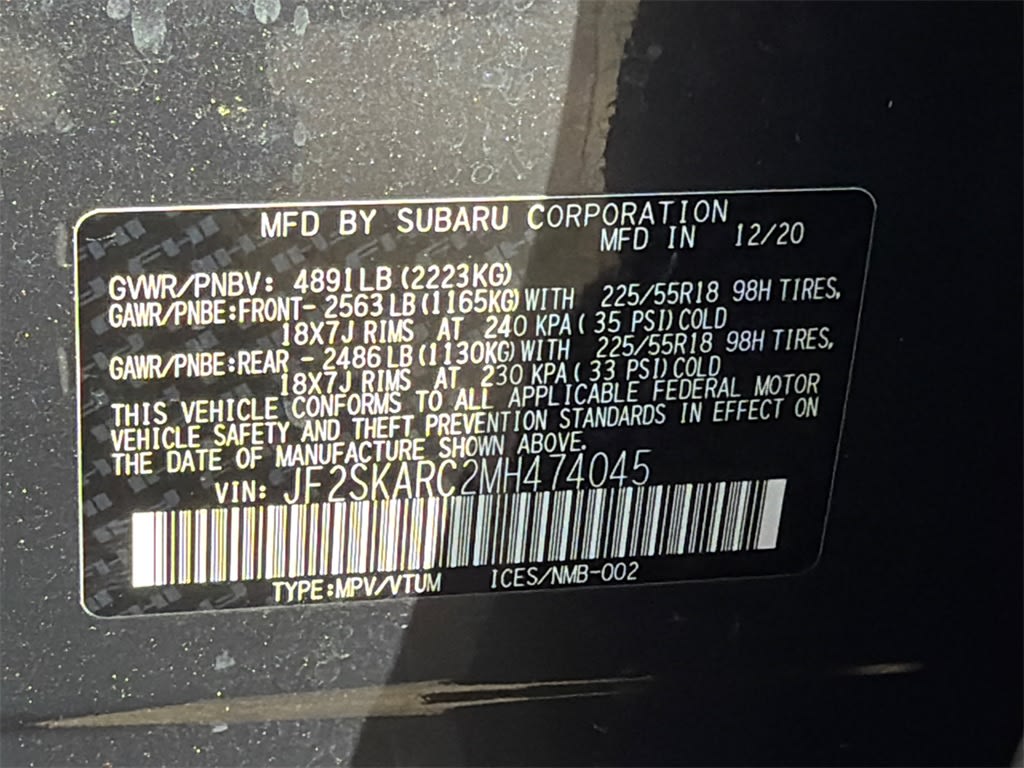 MFD BY SUBARU CORPORATION
MFD IN 12/20
GVWR/PNBV: 4891LB (2223KG)
GAWR/PNBE:FRONT- 2563 LB (1165KG) WITH 225/55R18 98H TIRES,
18X7J RIMS AT 240 KPA ( 35 PSI) COLD
GAWR/PNBE:REAR - 2486 LB (1130KG) WITH 225/55R18 98H TIRES,
18X7J RIMS AT 230 KPA ( 33 PSI) COLD
THIS VEHICLE CONFORMS TO ALL APPLICABLE FEDERAL MOTOR
VEHICLE SAFETY AND THEFT PREVENTION STANDARDS IN EFFECT ON
THE DATE OF MANUFACTURE SHOWN ABOVE.
VIN: JF2SKARC2MH474045
TYPE:MPV/VTUM ICES/NMB-002